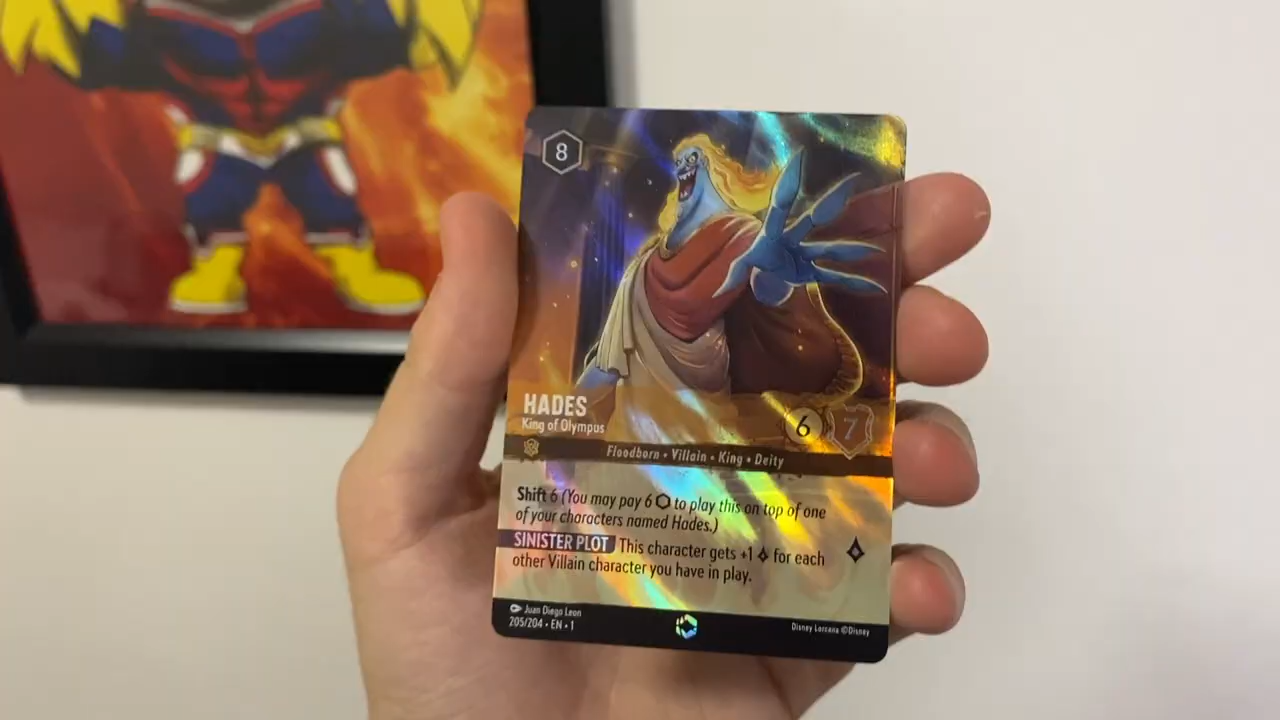 8
HADES
King of Olympus
6 7
Floodborn • Villain • King • Deity
Shift 6 (You may pay 6 ⬡ to play this on top of one
of your characters named Hades.)
SINISTER PLOT This character gets +1 ◊ for each
other Villain character you have in play.
Juan Diego Leon
205/204 • EN • 1
Disney Lorcana ©Disney